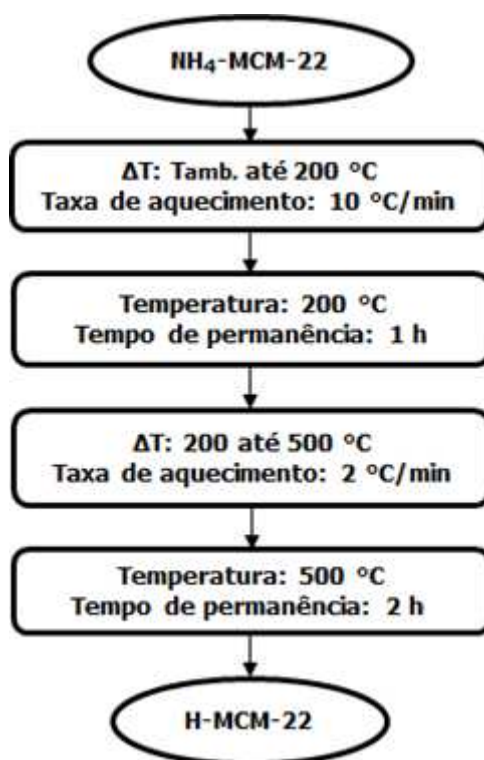 NH₄-MCM-22
ΔT: Tamb. até 200 °C
Taxa de aquecimento: 10 °C/min
Temperatura: 200 °C
Tempo de permanência: 1 h
ΔT: 200 até 500 °C
Taxa de aquecimento: 2 °C/min
Temperatura: 500 °C
Tempo de permanência: 2 h
H-MCM-22